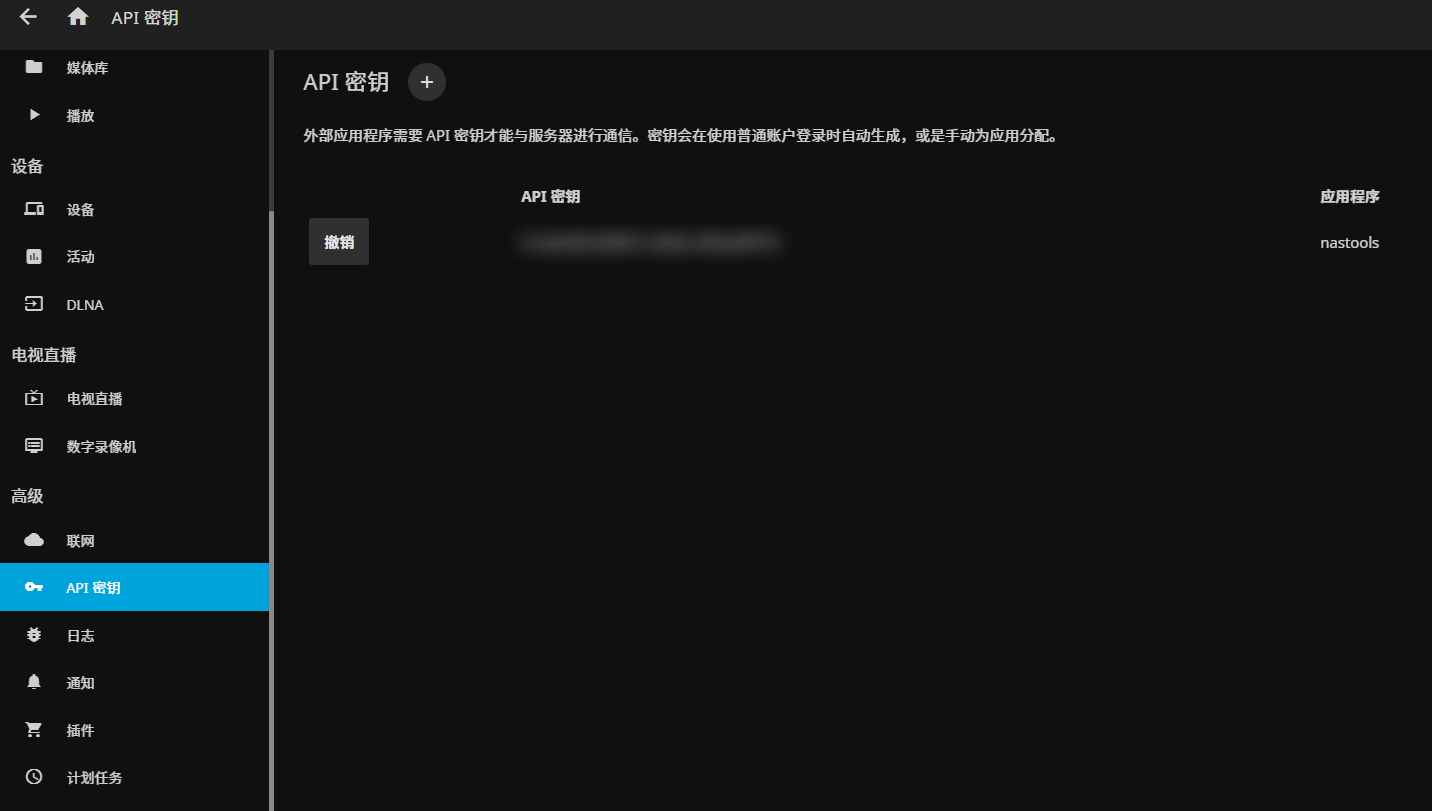 API 密钥
媒体库
播放
设备
设备
活动
DLNA
电视直播
电视直播
数字录像机
高级
联网
API 密钥
日志
通知
插件
计划任务
API 密钥
外部应用程序需要 API 密钥才能与服务器进行通信。密钥会在使用普通账户登录时自动生成，或是手动为应用分配。
API 密钥 应用程序
撤销 nastools